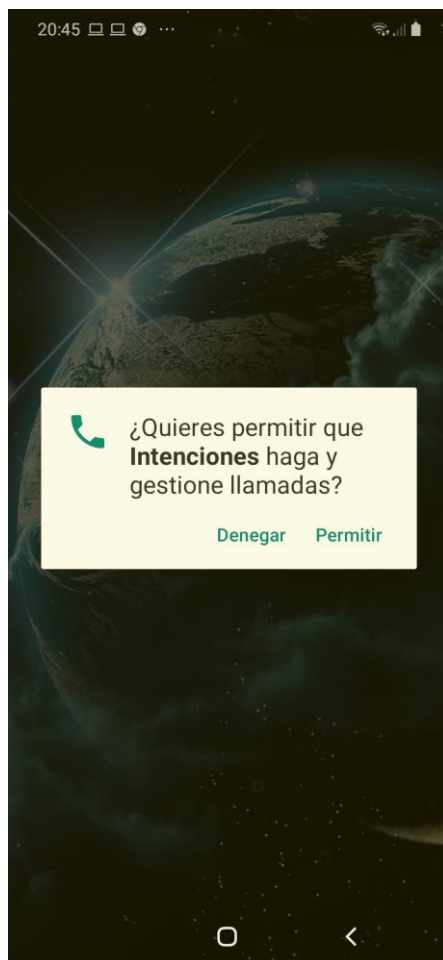 20:45
¿Quieres permitir que
Intenciones haga y
gestione llamadas?
Denegar Permitir